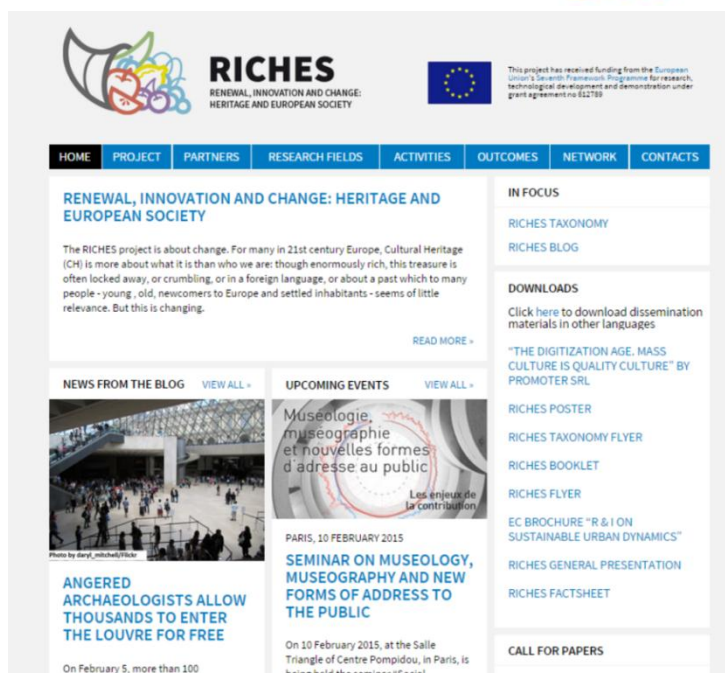 RICHES
RENEWAL, INNOVATION AND CHANGE:
HERITAGE AND EUROPEAN SOCIETY
This project has received funding from the European
Union's Seventh Framework Programme for research,
technological development and demonstration under
grant agreement no 612789
HOME PROJECT PARTNERS RESEARCH FIELDS ACTIVITIES OUTCOMES NETWORK CONTACTS
RENEWAL, INNOVATION AND CHANGE: HERITAGE AND
EUROPEAN SOCIETY
The RICHES project is about change. For many in 21st century Europe, Cultural Heritage
(CH) is more about what it is than who we are: though enormously rich, this treasure is
often locked away, or crumbling, or in a foreign language, or about a past which to many
people - young , old, newcomers to Europe and settled inhabitants - seems of little
relevance. But this is changing.
READ MORE »
NEWS FROM THE BLOG VIEW ALL »
Photo by daryl_mitchell/Flickr
ANGERED
ARCHAEOLOGISTS ALLOW
THOUSANDS TO ENTER
THE LOUVRE FOR FREE
On February 5, more than 100
UPCOMING EVENTS VIEW ALL »
Muséologie,
muséographie
et nouvelles formes
d'adresse au public
Les enjeux de
la contribution
PARIS, 10 FEBRUARY 2015
SEMINAR ON MUSEOLOGY,
MUSEOGRAPHY AND NEW
FORMS OF ADDRESS TO
THE PUBLIC
On 10 February 2015, at the Salle
Triangle of Centre Pompidou, in Paris, is
being held the seminar "Social
IN FOCUS
RICHES TAXONOMY
RICHES BLOG
DOWNLOADS
Click here to download dissemination
materials in other languages
"THE DIGITIZATION AGE. MASS
CULTURE IS QUALITY CULTURE" BY
PROMOTER SRL
RICHES POSTER
RICHES TAXONOMY FLYER
RICHES BOOKLET
RICHES FLYER
EC BROCHURE "R & I ON
SUSTAINABLE URBAN DYNAMICS"
RICHES GENERAL PRESENTATION
RICHES FACTSHEET
CALL FOR PAPERS